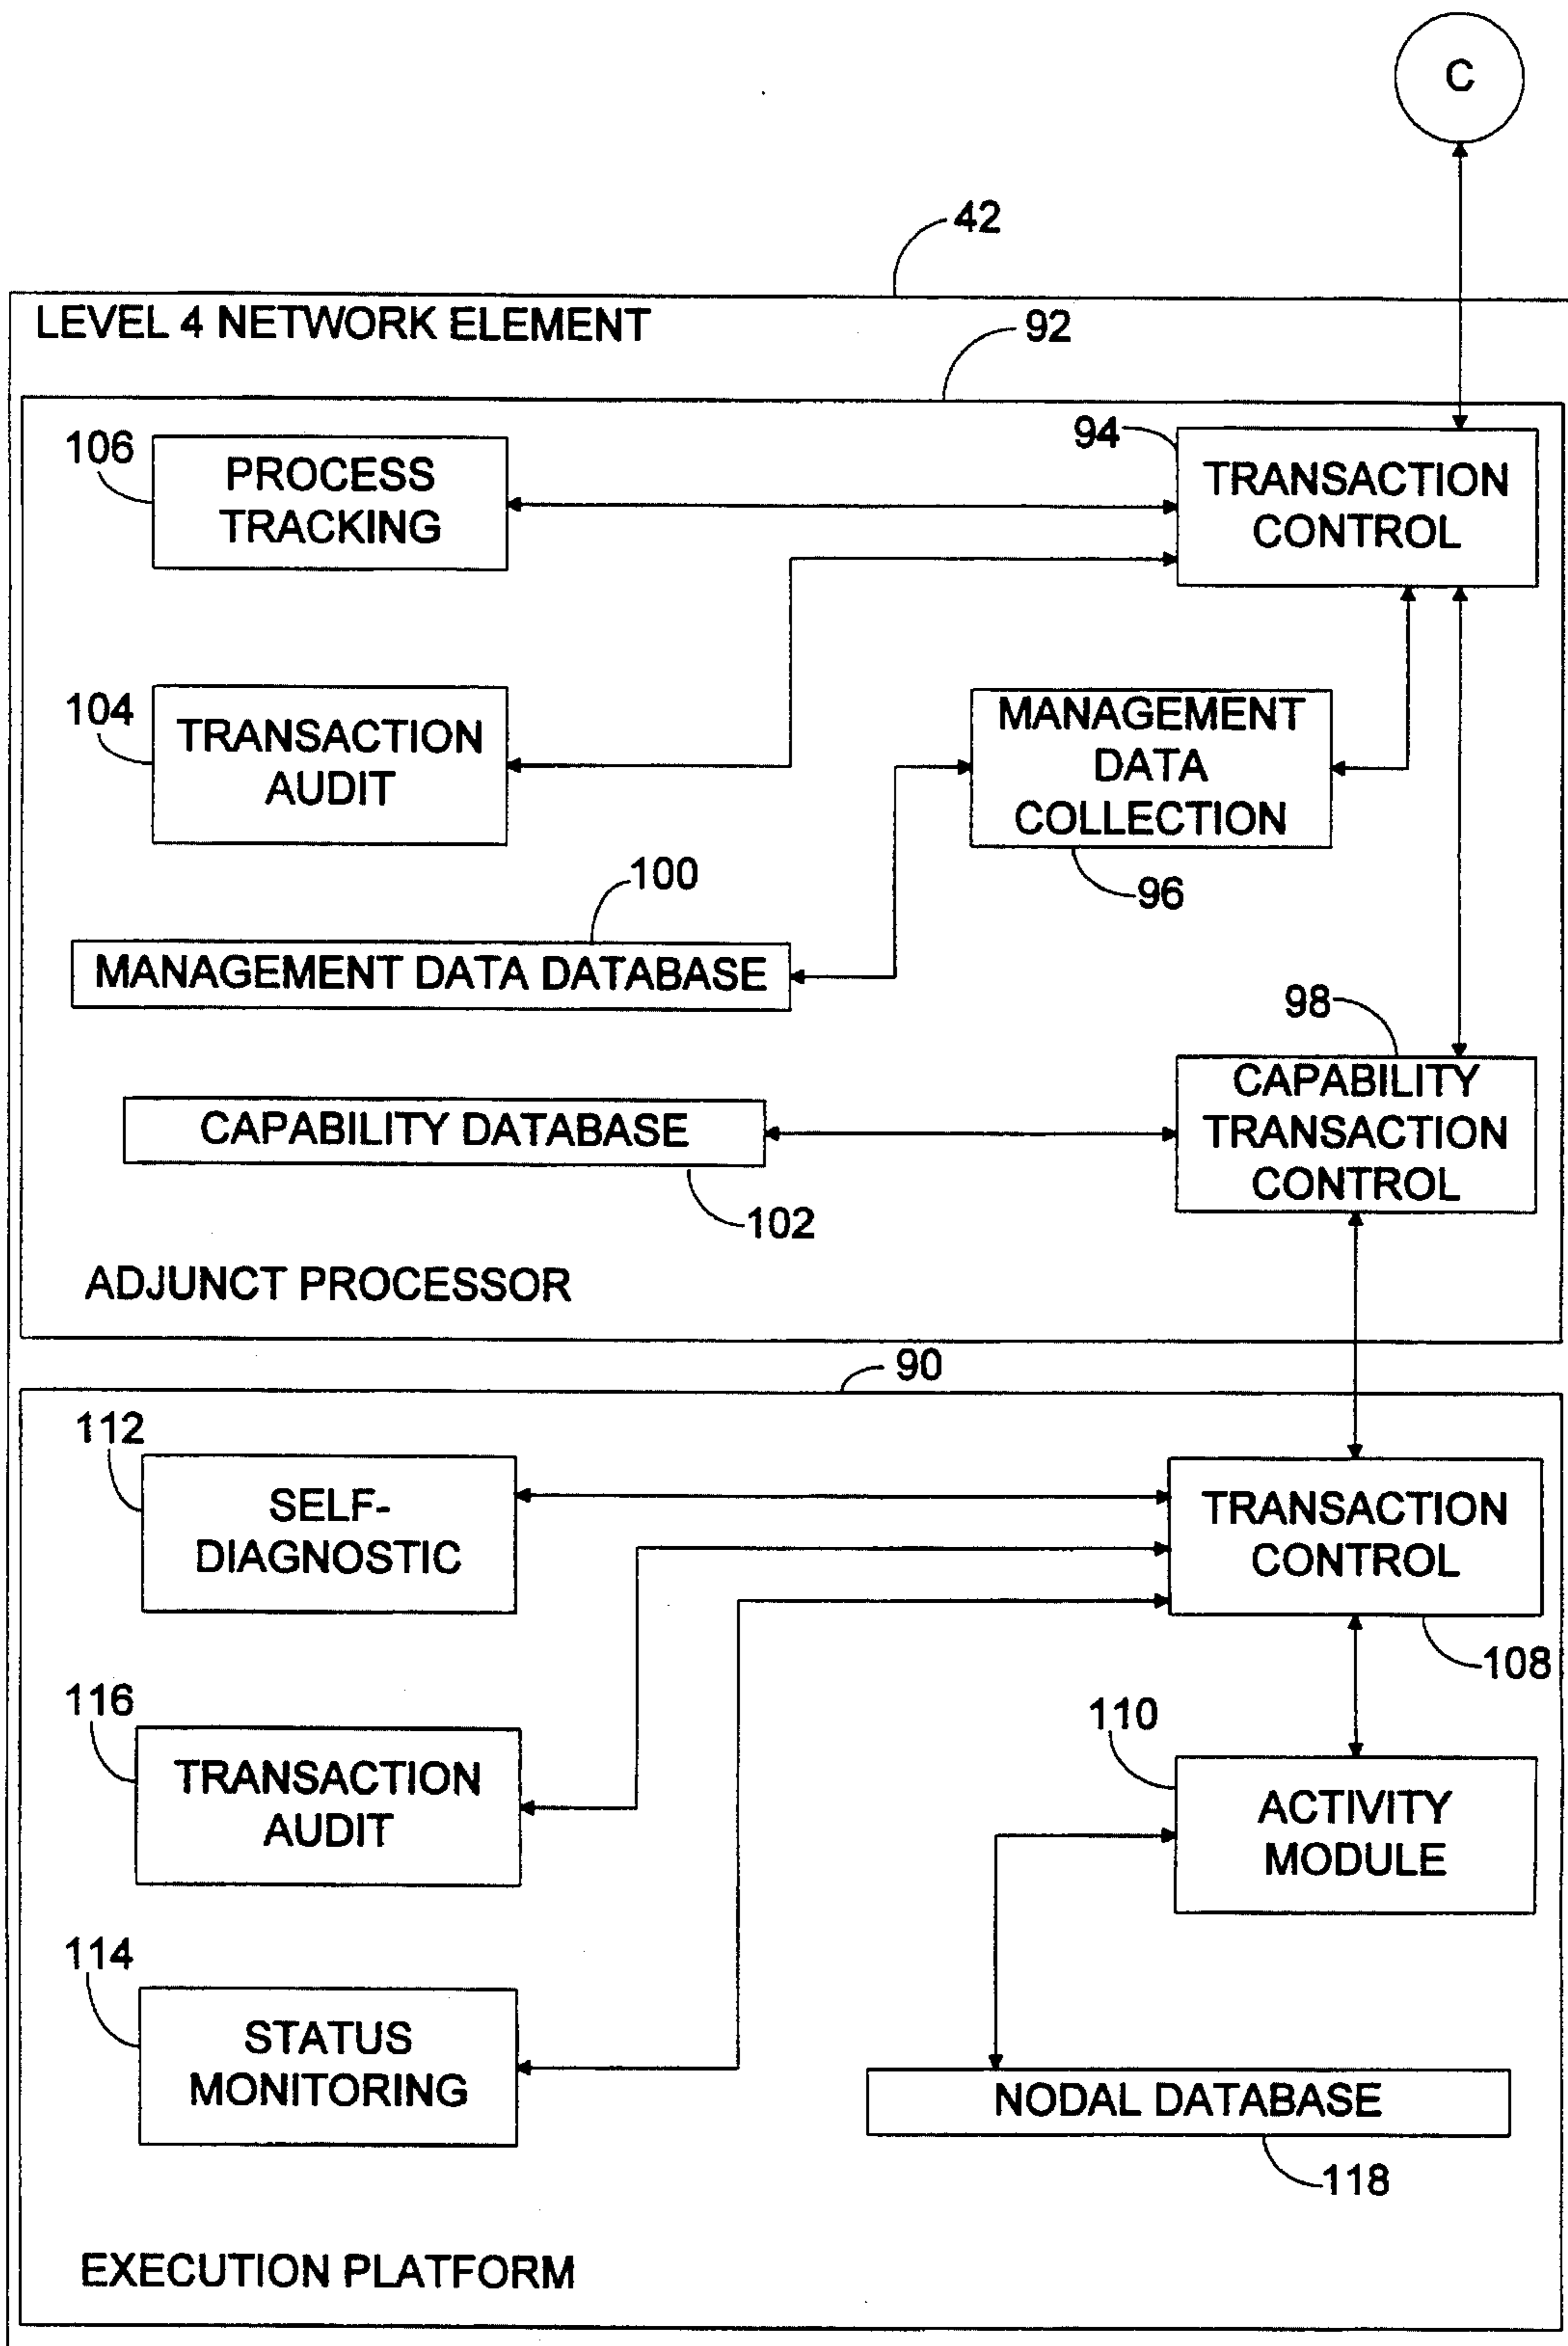 C
42
LEVEL 4 NETWORK ELEMENT
92
106
PROCESS
TRACKING
94
TRANSACTION
CONTROL
104
TRANSACTION
AUDIT
MANAGEMENT
DATA
COLLECTION
96
100
MANAGEMENT DATA DATABASE
98
CAPABILITY
TRANSACTION
CONTROL
CAPABILITY DATABASE
102
ADJUNCT PROCESSOR
90
112
SELF-
DIAGNOSTIC
TRANSACTION
CONTROL
108
116
TRANSACTION
AUDIT
110
ACTIVITY
MODULE
114
STATUS
MONITORING
NODAL DATABASE
118
EXECUTION PLATFORM